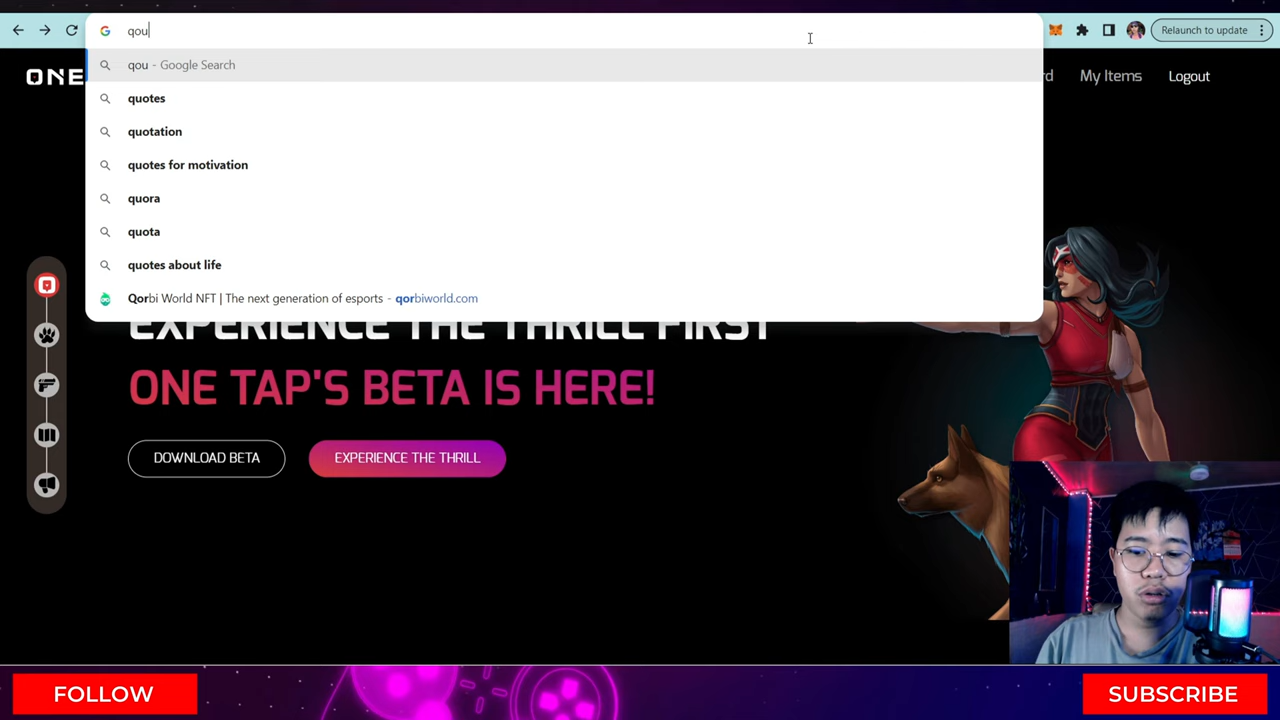 qou
Relaunch to update
qou - Google Search
ONE
My Items
Logout
quotes
quotation
quotes for motivation
quora
quota
quotes about life
Qorbi World NFT | The next generation of esports - qorbiworld.com
EXPERIENCE THE THRILL FIRST
ONE TAP'S BETA IS HERE!
DOWNLOAD BETA
EXPERIENCE THE THRILL
FOLLOW
SUBSCRIBE